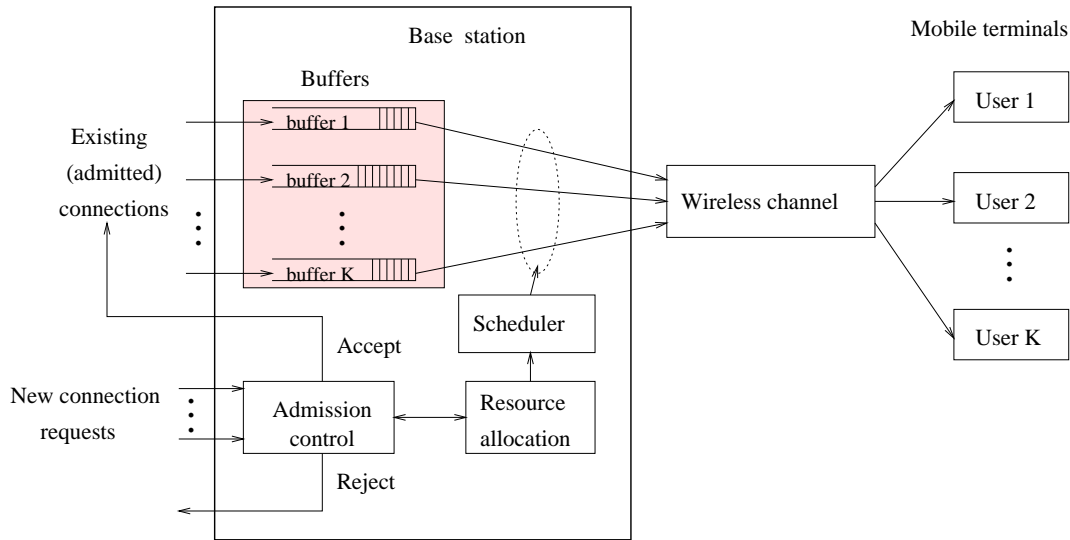 Base station
Mobile terminals
Buffers
buffer 1
buffer 2
buffer K
Existing
(admitted)
connections
Wireless channel
User 1
User 2
User K
Scheduler
Accept
New connection
requests
Admission
control
Resource
allocation
Reject